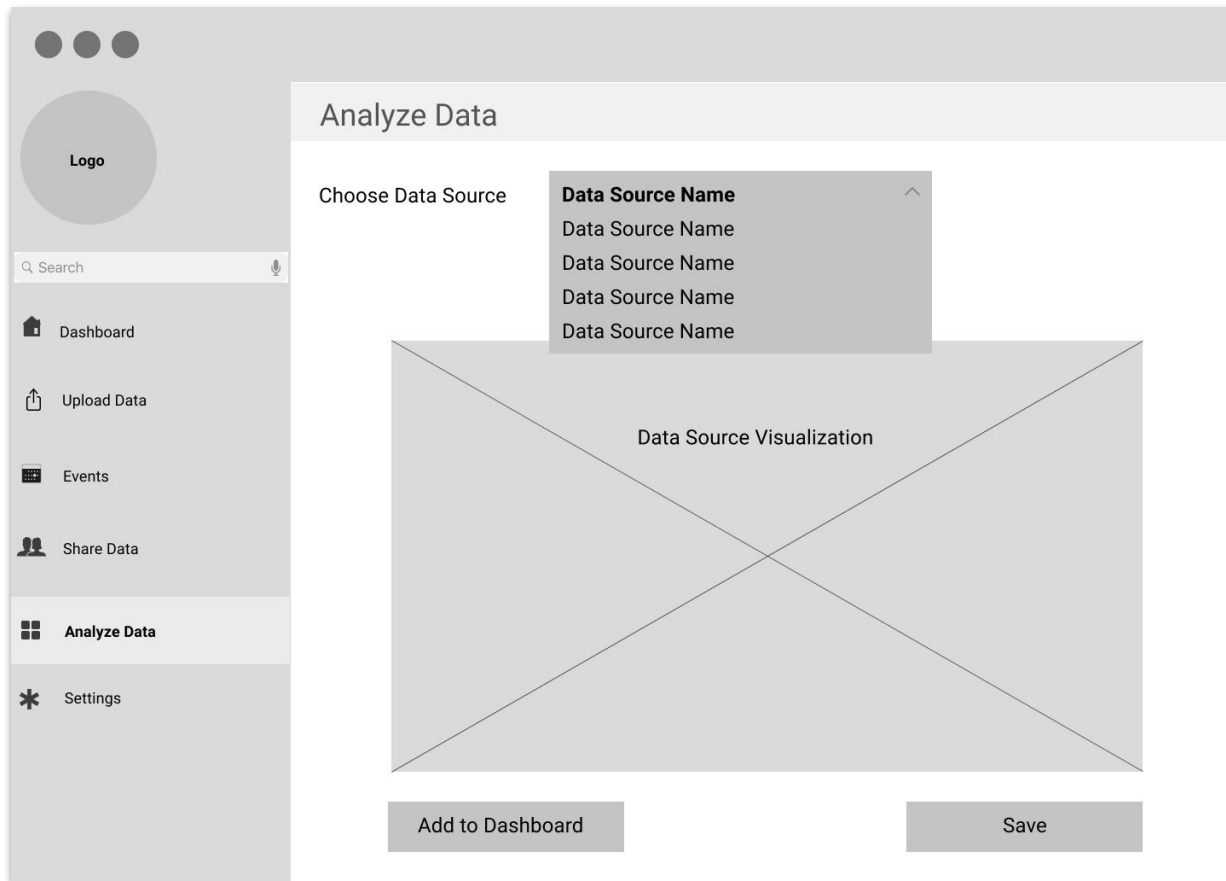 Logo
Search
Dashboard
Upload Data
Events
Share Data
Analyze Data
Settings
Analyze Data
Choose Data Source
Data Source Name
Data Source Name
Data Source Name
Data Source Name
Data Source Name
Data Source Visualization
Add to Dashboard
Save